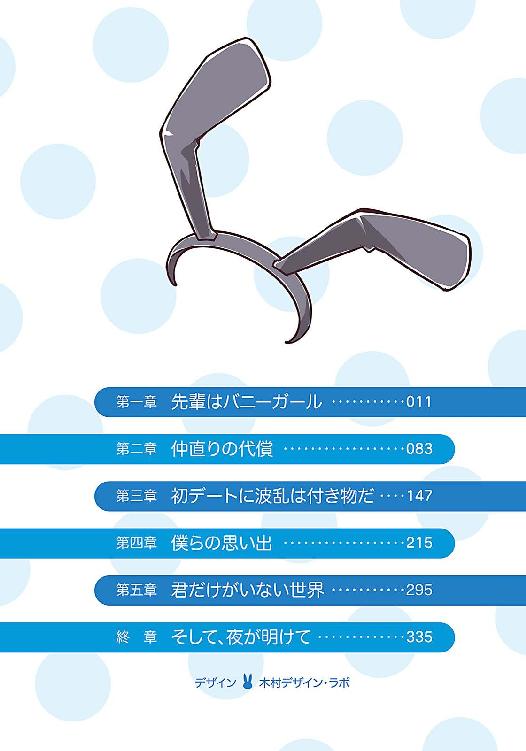 第一章 先輩はバニーガール ···········011
第二章 仲直りの代償 ··················083
第三章 初デートに波乱は付き物だ ····147
第四章 僕らの思い出 ··················215
第五章 君だけがいない世界 ···········295
終 章 そして、夜が明けて ·············335
デザイン 木村デザイン・ラボ